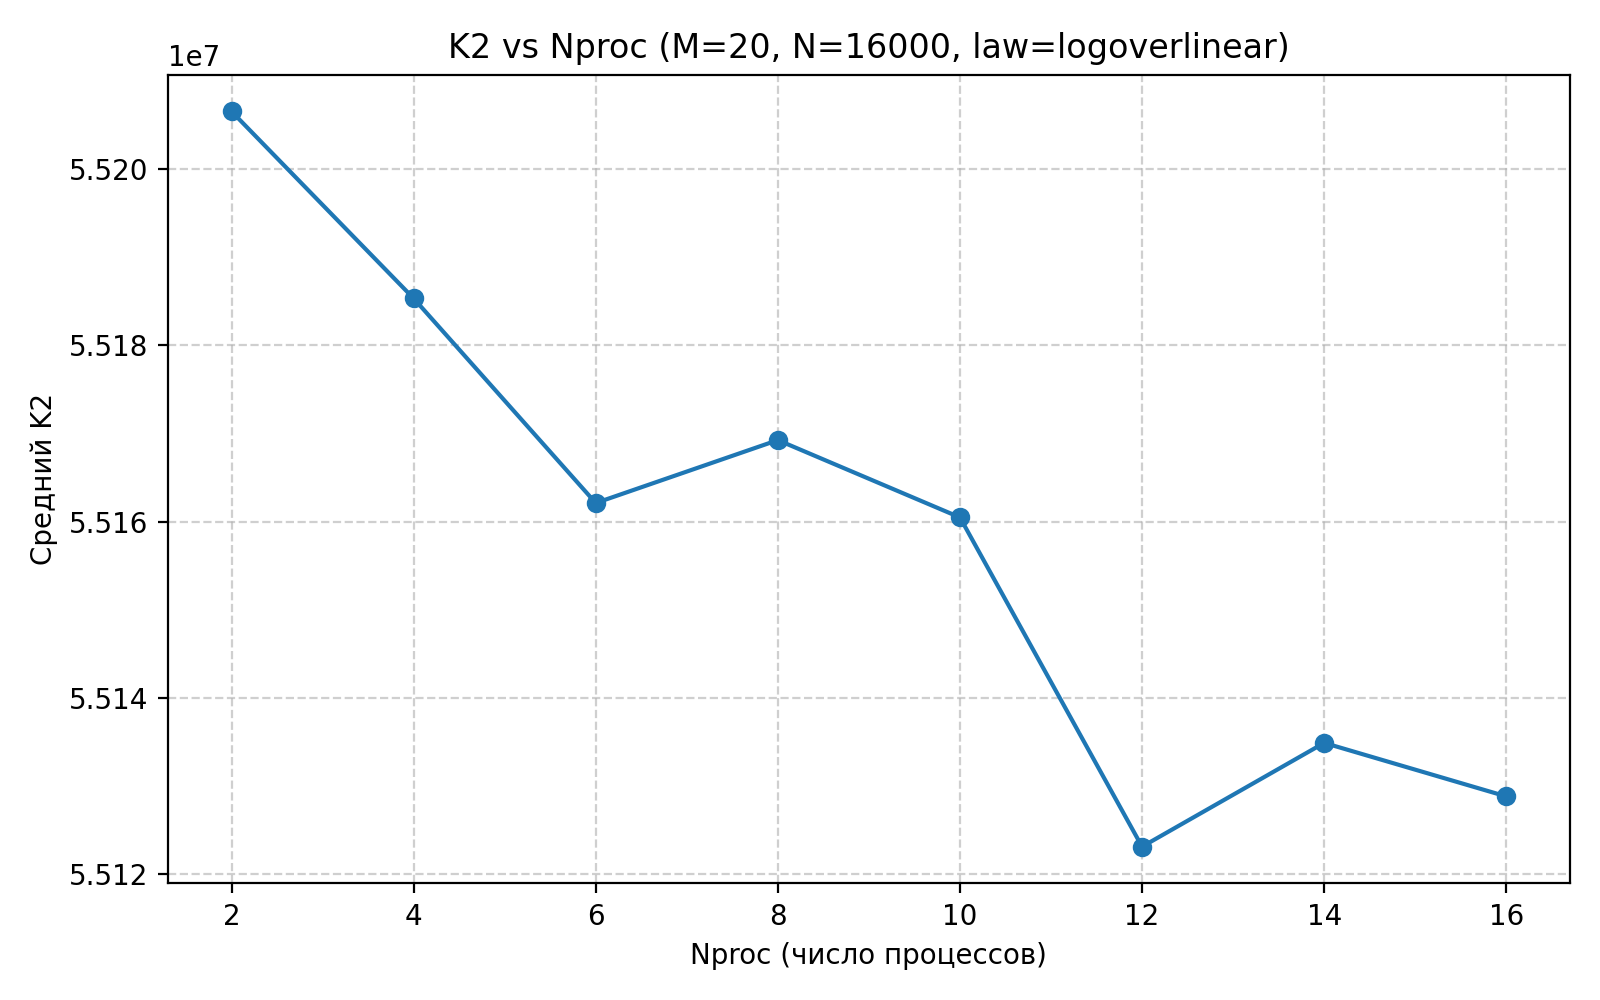 K2 vs Nproc (M=20, N=16000, law=logoverlinear)
1e7
5.520
5.518
5.516
5.514
5.512
Средний K2
2 4 6 8 10 12 14 16
Nproc (число процессов)